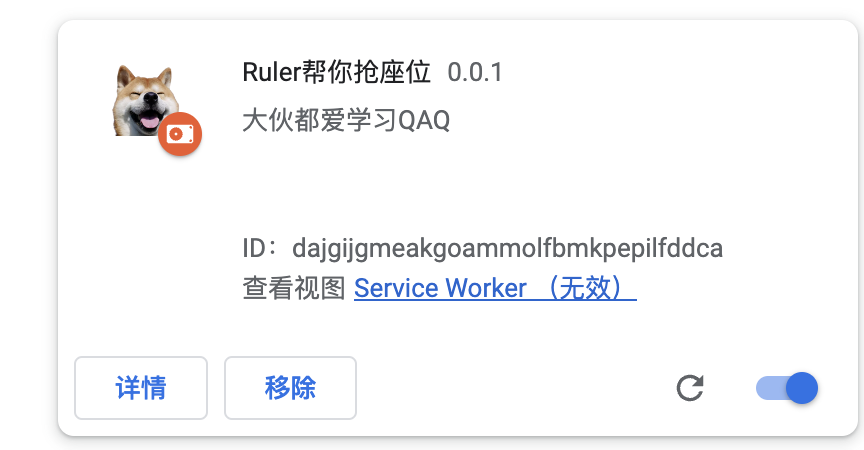 Ruler帮你抢座位 0.0.1
大伙都爱学习QAQ
ID：dajgijgmeakgoammolfbmkpepilfddca
查看视图 Service Worker （无效）
详情 移除